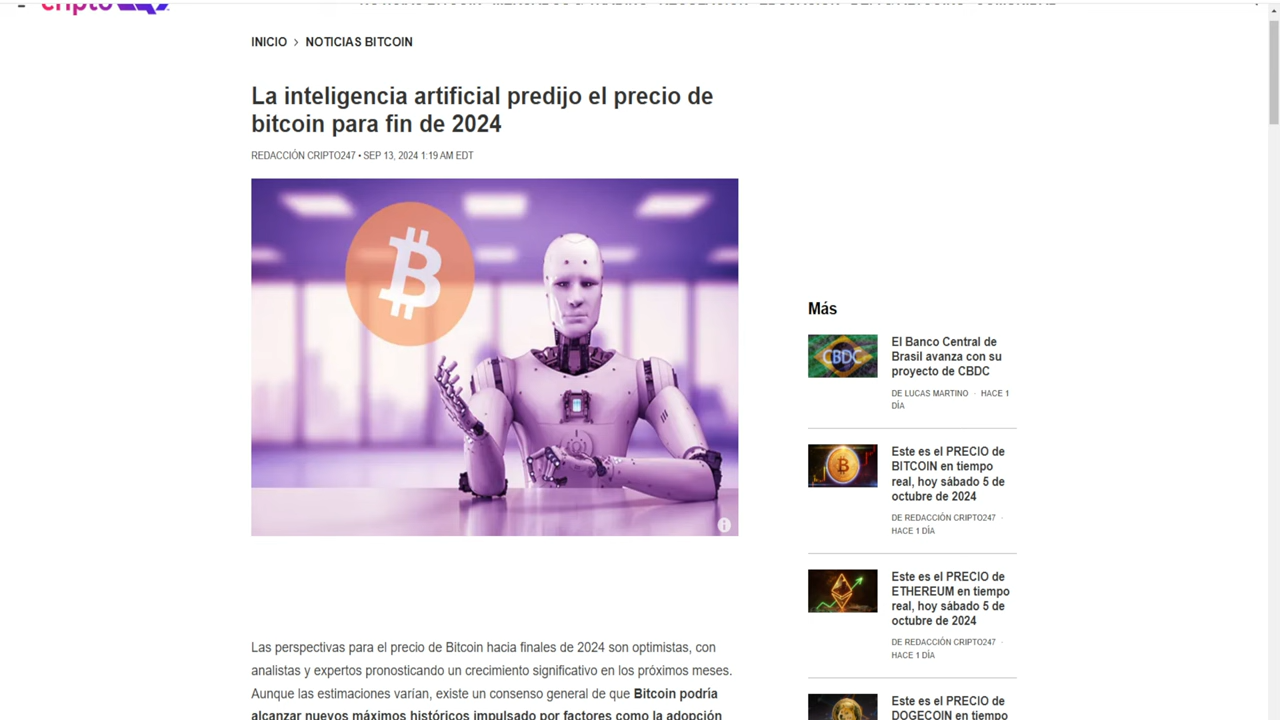 INICIO > NOTICIAS BITCOIN
La inteligencia artificial predijo el precio de
bitcoin para fin de 2024
REDACCIÓN CRIPTO247 • SEP 13, 2024 1:19 AM EDT
Las perspectivas para el precio de Bitcoin hacia finales de 2024 son optimistas, con
analistas y expertos pronosticando un crecimiento significativo en los próximos meses.
Aunque las estimaciones varían, existe un consenso general de que Bitcoin podría
alcanzar nuevos máximos históricos impulsado por factores como la adopción
Más
CBDC
El Banco Central de
Brasil avanza con su
proyecto de CBDC
DE LUCAS MARTINO · HACE 1
DÍA
Este es el PRECIO de
BITCOIN en tiempo
real, hoy sábado 5 de
octubre de 2024
DE REDACCIÓN CRIPTO247 ·
HACE 1 DÍA
Este es el PRECIO de
ETHEREUM en tiempo
real, hoy sábado 5 de
octubre de 2024
DE REDACCIÓN CRIPTO247 ·
HACE 1 DÍA
Este es el PRECIO de
DOGECOIN en tiempo